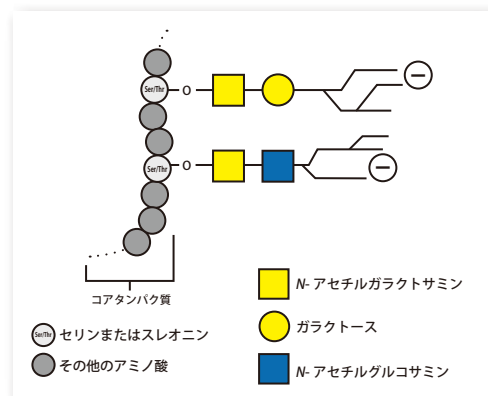 Ser/Thr
O
Ser/Thr
O
コアタンパク質
Ser/Thr セリンまたはスレオニン
その他のアミノ酸
N- アセチルガラクトサミン
ガラクトース
N- アセチルグルコサミン